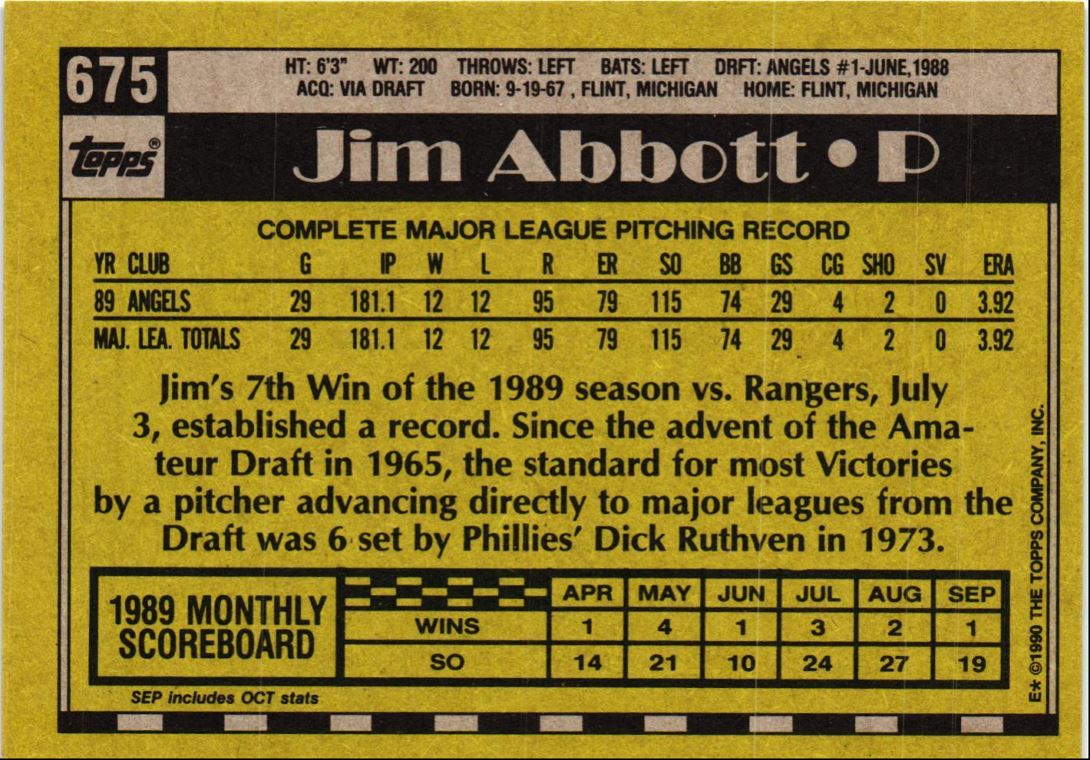 675
HT: 6'3" WT: 200 THROWS: LEFT BATS: LEFT DRFT: ANGELS #1-JUNE, 1988
ACQ: VIA DRAFT BORN: 9-19-67 , FLINT, MICHIGAN HOME: FLINT, MICHIGAN
topps®
Jim Abbott • P
COMPLETE MAJOR LEAGUE PITCHING RECORD
YR CLUB G IP W L R ER SO BB GS CG SHO SV ERA
89 ANGELS 29 181.1 12 12 95 79 115 74 29 4 2 0 3.92
MAJ. LEA. TOTALS 29 181.1 12 12 95 79 115 74 29 4 2 0 3.92
Jim's 7th Win of the 1989 season vs. Rangers, July
3, established a record. Since the advent of the Ama-
teur Draft in 1965, the standard for most Victories
by a pitcher advancing directly to major leagues from the
Draft was 6 set by Phillies' Dick Ruthven in 1973.
1989 MONTHLY
SCOREBOARD
APR MAY JUN JUL AUG SEP
WINS 1 4 1 3 2 1
SO 14 21 10 24 27 19
SEP includes OCT stats
E* ©1990 THE TOPPS COMPANY, INC.